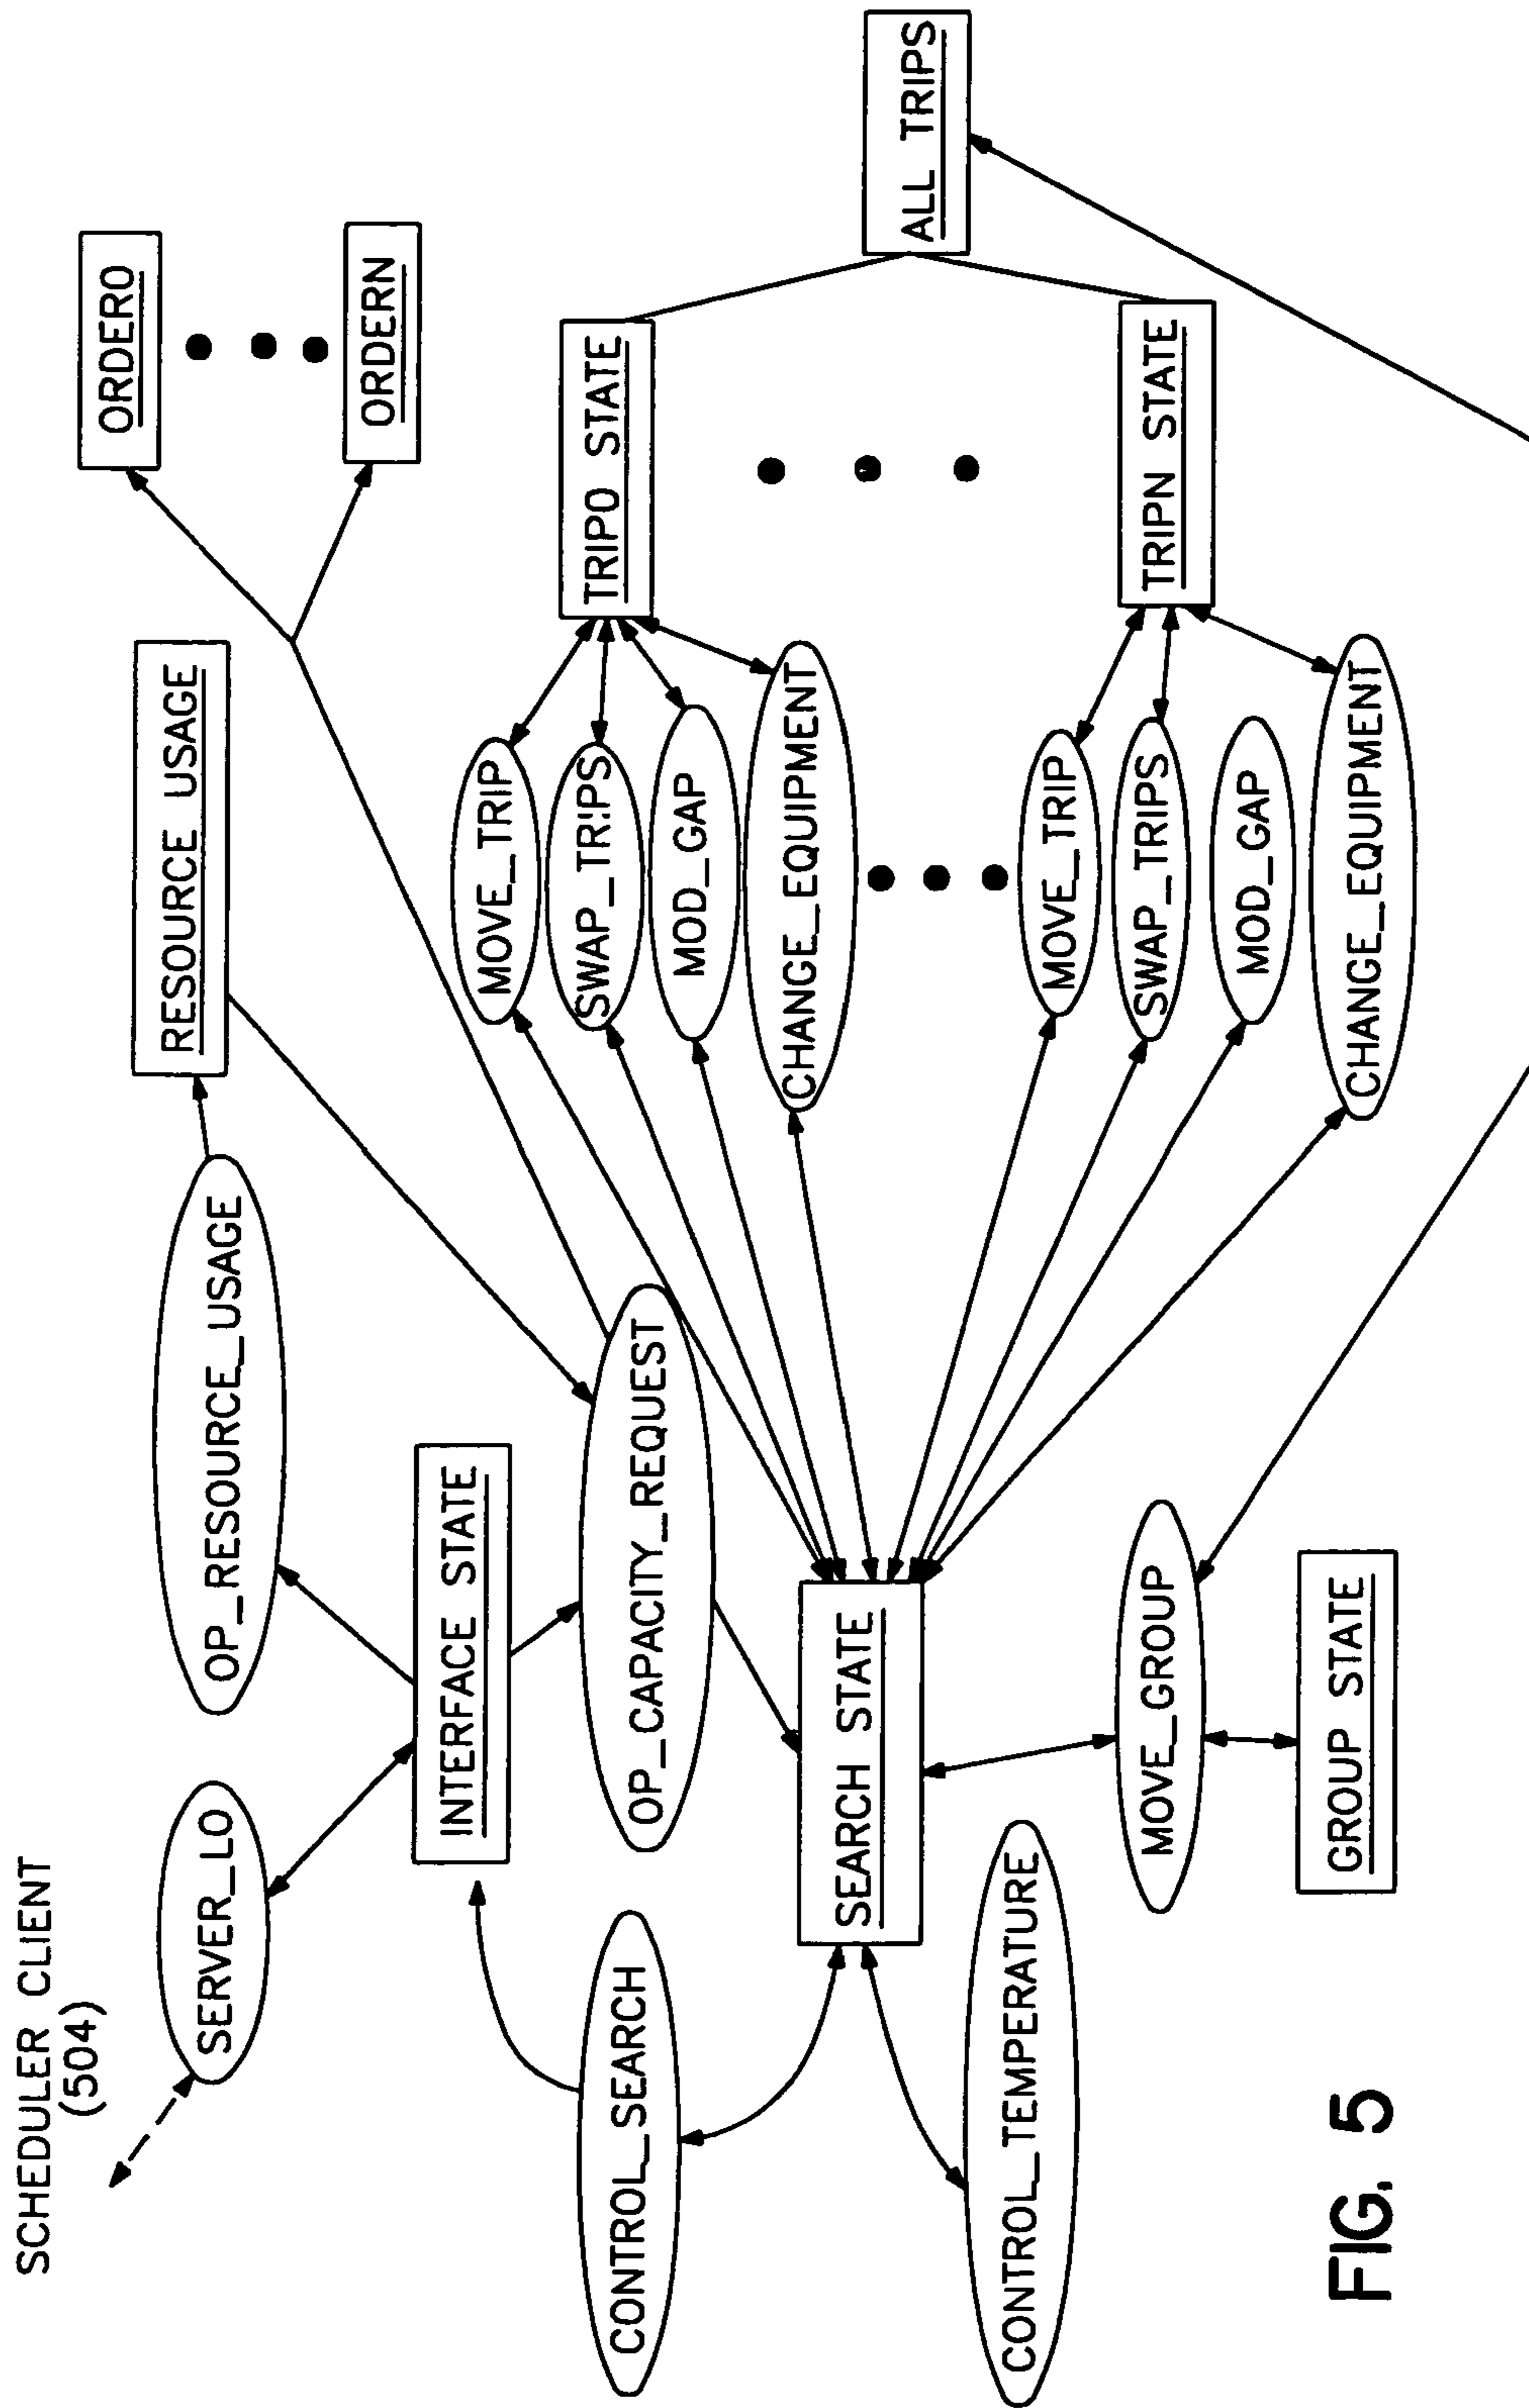 SCHEDULER CLIENT
(504)
SERVER_LO
OP_RESOURCE_USAGE
RESOURCE USAGE
ORDER0
ORDERN
INTERFACE STATE
CONTROL_SEARCH
OP_CAPACITY_REQUEST
MOVE_TRIP
SWAP_TRIPS
MOD_GAP
CHANGE_EQUIPMENT
TRIP0 STATE
SEARCH STATE
ALL TRIPS
CONTROL_TEMPERATURE
MOVE_GROUP
MOVE_TRIP
SWAP_TRIPS
MOD_GAP
CHANGE_EQUIPMENT
TRIPN STATE
GROUP STATE
FIG. 5